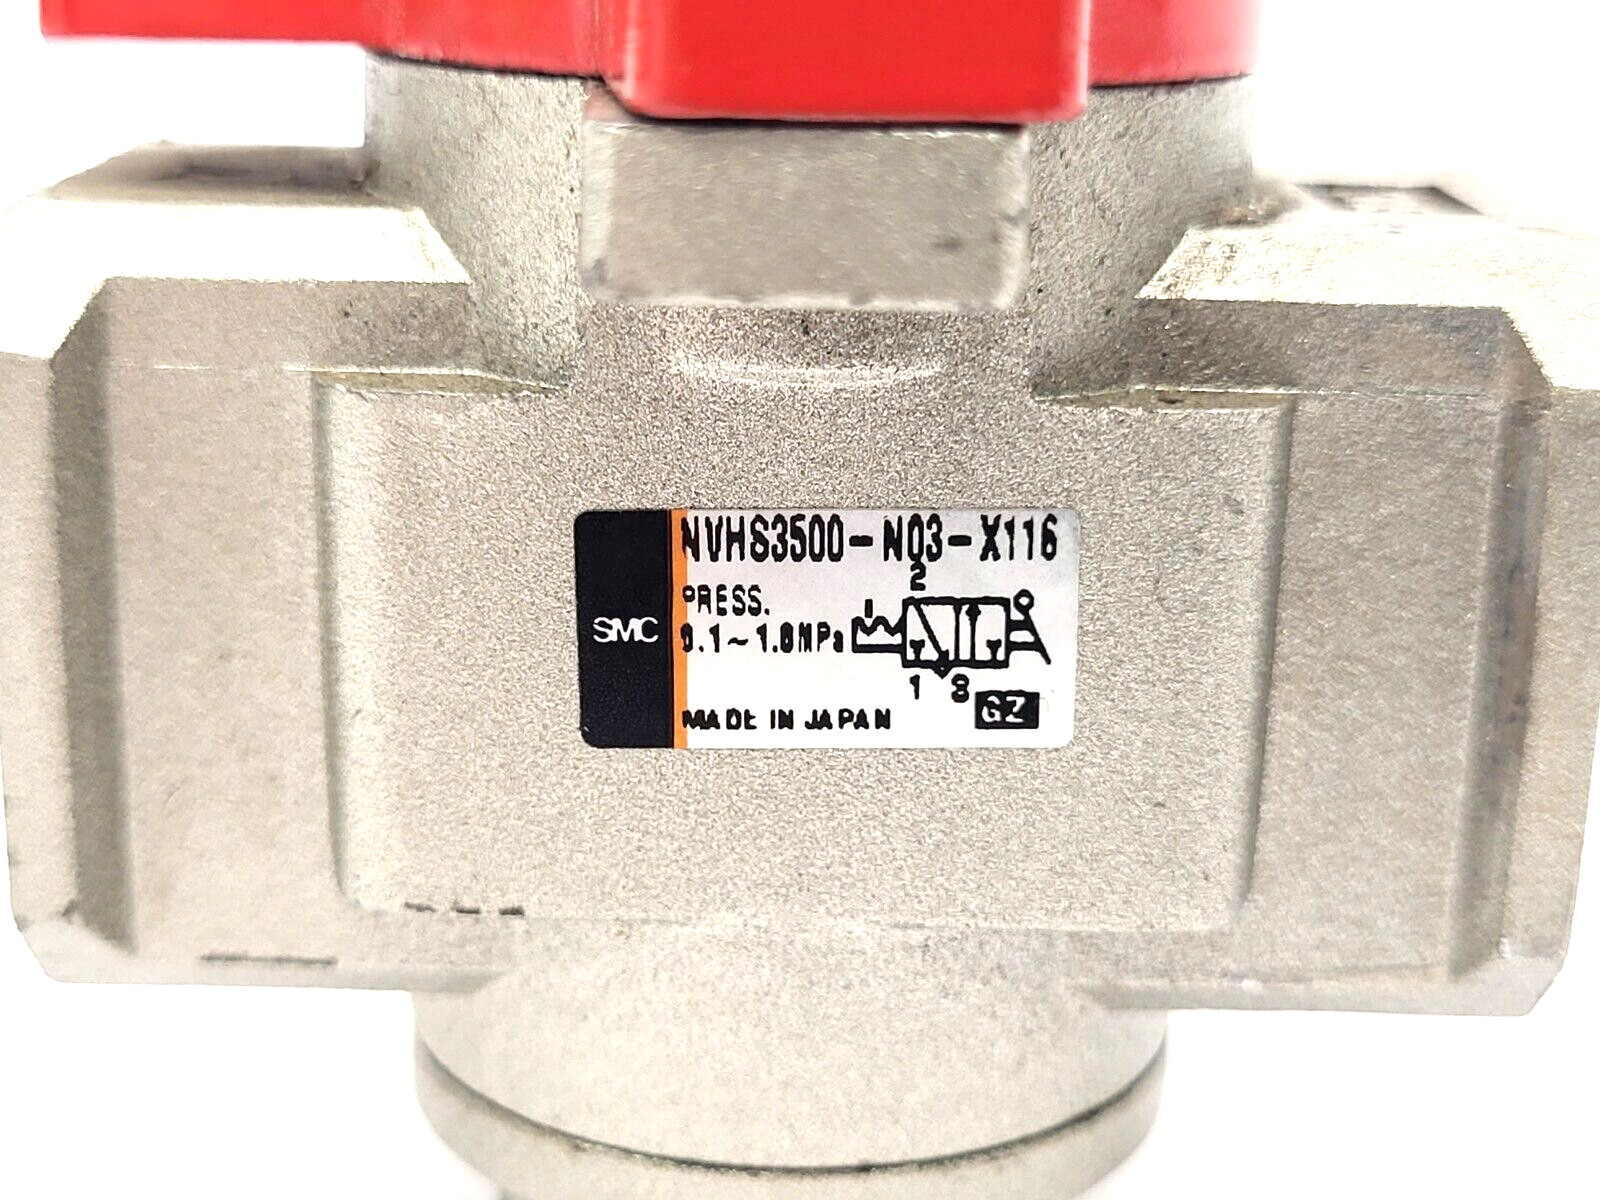 NVHS3500-N03-X116
2
PRESS.
SMC
0.1~1.0MPa
1 3
MADE IN JAPAN
GZ